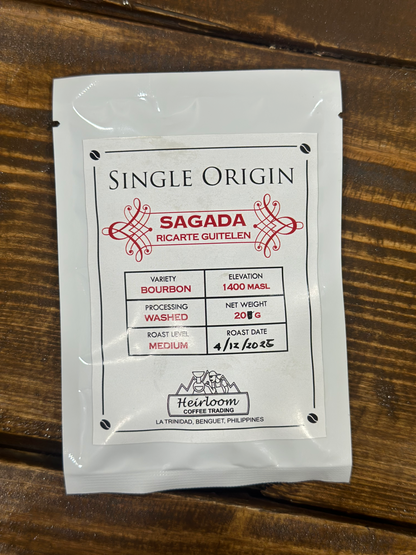 SINGLE ORIGIN
SAGADA
RICARTE GUITELEN
VARIETY
BOURBON
ELEVATION
1400 MASL
PROCESSING
WASHED
NET WEIGHT
20 G
ROAST LEVEL
MEDIUM
ROAST DATE
4/12/2025
Heirloom
COFFEE TRADING
LA TRINIDAD, BENGUET, PHILIPPINES